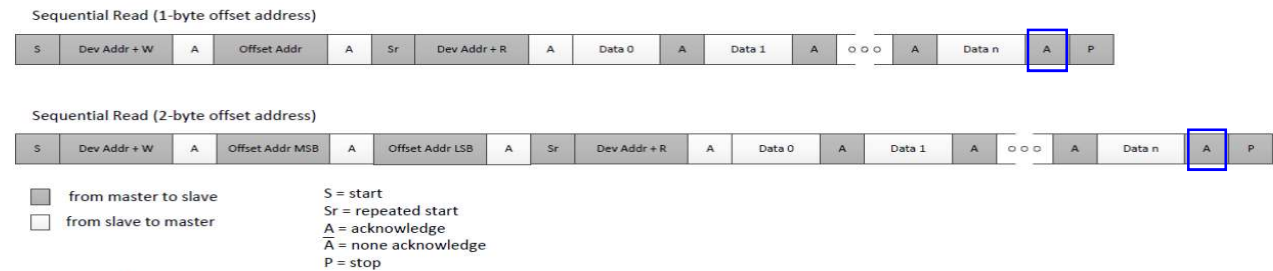 Sequential Read (1-byte offset address)
S Dev Addr + W A Offset Addr A Sr Dev Addr + R A Data 0 A Data 1 A o o o A Data n A P
Sequential Read (2-byte offset address)
S Dev Addr + W A Offset Addr MSB A Offset Addr LSB A Sr Dev Addr + R A Data 0 A Data 1 A o o o A Data n A P
from master to slave
from slave to master
S = start
Sr = repeated start
A = acknowledge
A̅ = none acknowledge
P = stop